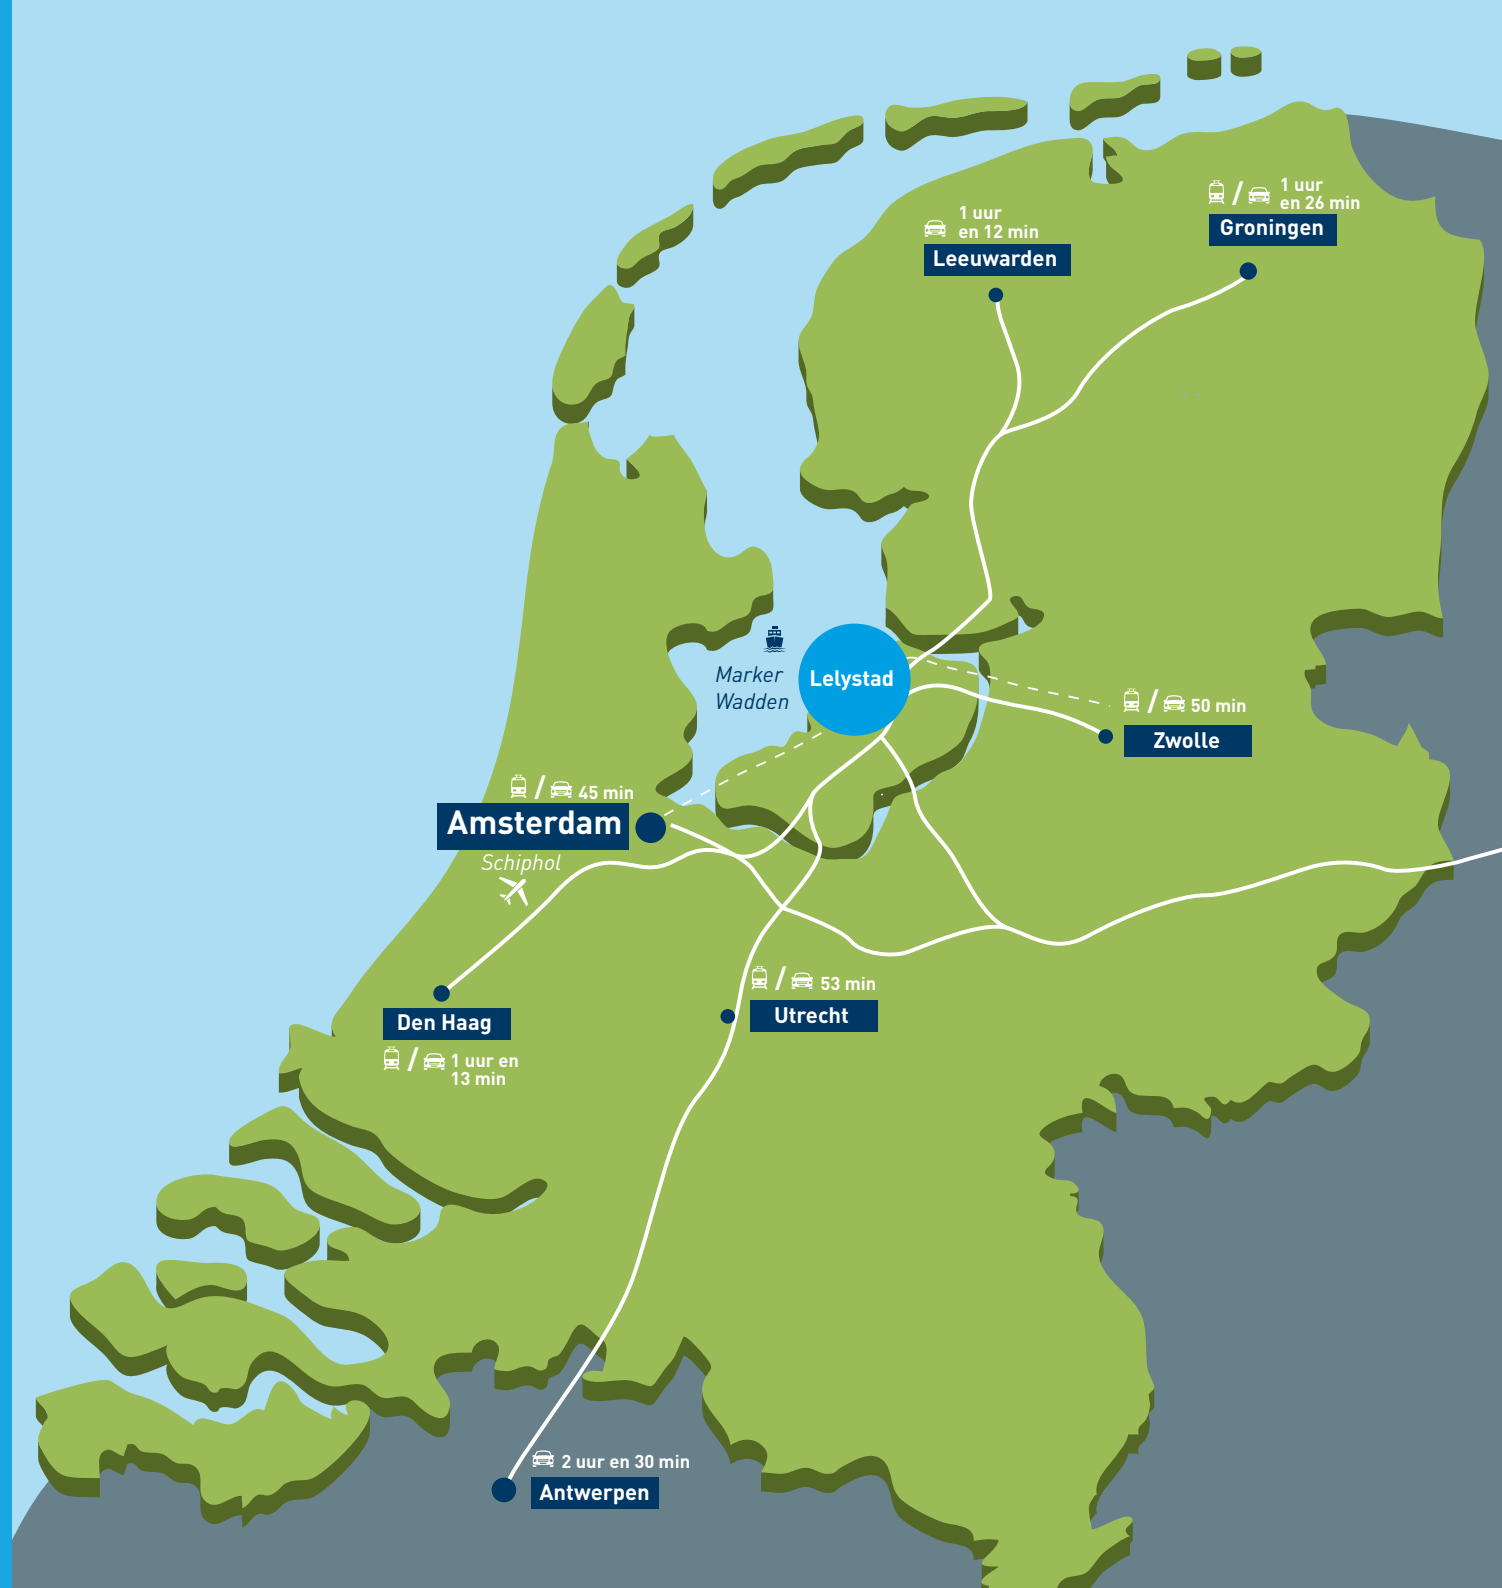 1 uur
en 26 min
Groningen
1 uur
en 12 min
Leeuwarden
Marker
Wadden
Lelystad
50 min
Zwolle
45 min
Amsterdam
Schiphol
53 min
Utrecht
Den Haag
1 uur en
13 min
2 uur en 30 min
Antwerpen